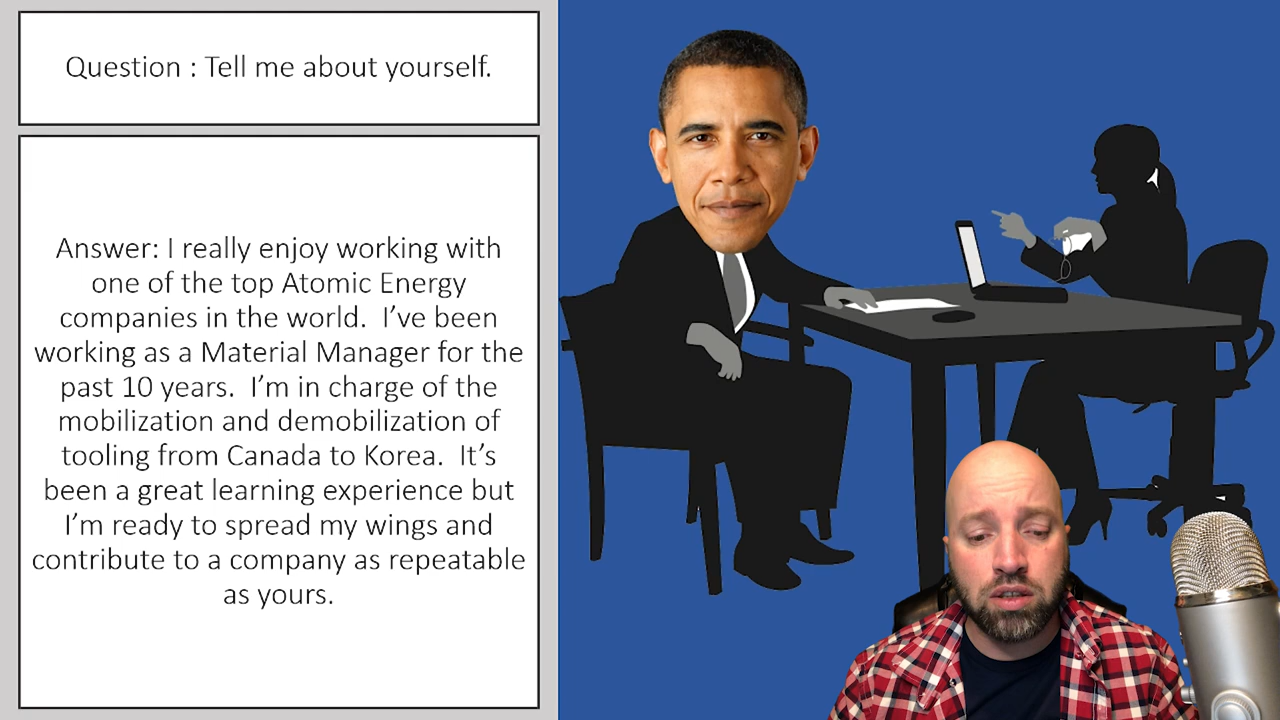 Question : Tell me about yourself.
Answer: I really enjoy working with
one of the top Atomic Energy
companies in the world.  I've been
working as a Material Manager for the
past 10 years.  I'm in charge of the
mobilization and demobilization of
tooling from Canada to Korea.  It's
been a great learning experience but
I'm ready to spread my wings and
contribute to a company as repeatable
as yours.